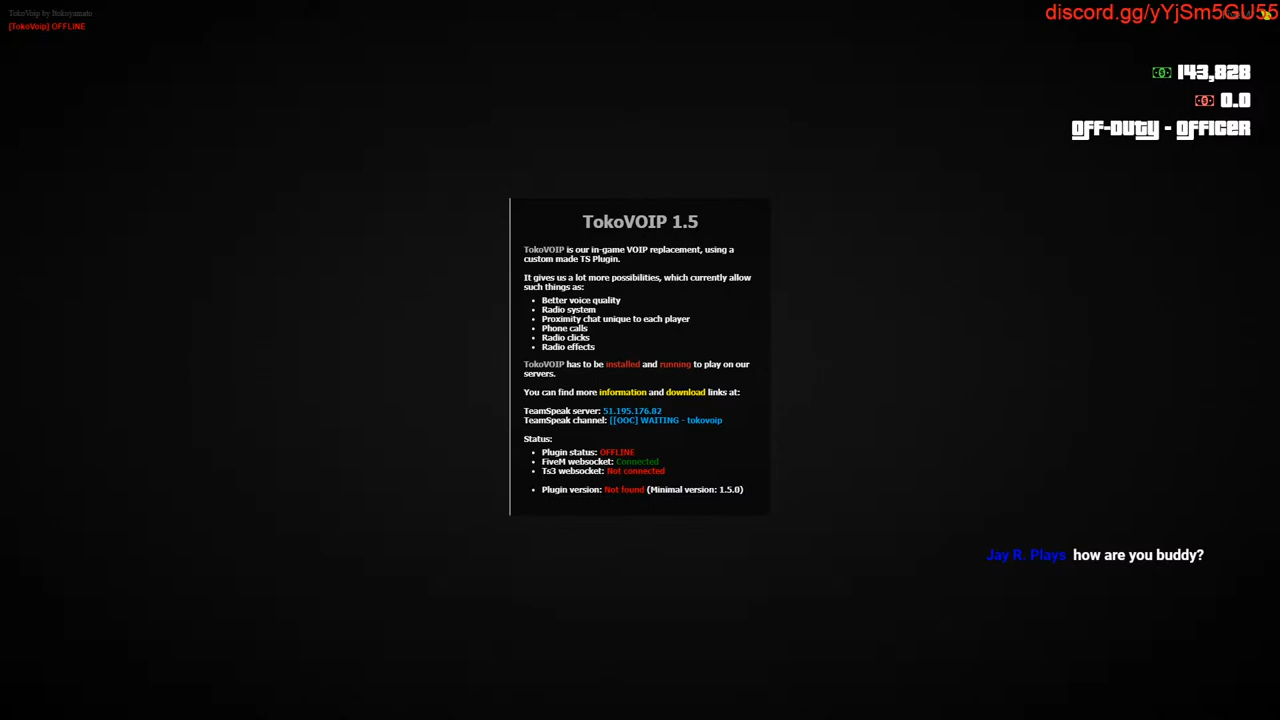 TokoVoip by Itokoyamato
[TokoVoip] OFFLINE
discord.gg/yYjSm5GU55
143,828
0.0
OFF-DUTY - OFFICER
TokoVOIP 1.5
TokoVOIP is our in-game VOIP replacement, using a
custom made TS Plugin.
It gives us a lot more possibilities, which currently allow
such things as:
• Better voice quality
• Radio system
• Proximity chat unique to each player
• Phone calls
• Radio clicks
• Radio effects
TokoVOIP has to be installed and running to play on our
servers.
You can find more information and download links at:
TeamSpeak server: 51.195.176.82
TeamSpeak channel: [[OOC] WAITING - tokovoip
Status:
• Plugin status: OFFLINE
• FiveM websocket: Connected
• Ts3 websocket: Not connected
• Plugin version: Not found (Minimal version: 1.5.0)
Jay R. Plays how are you buddy?